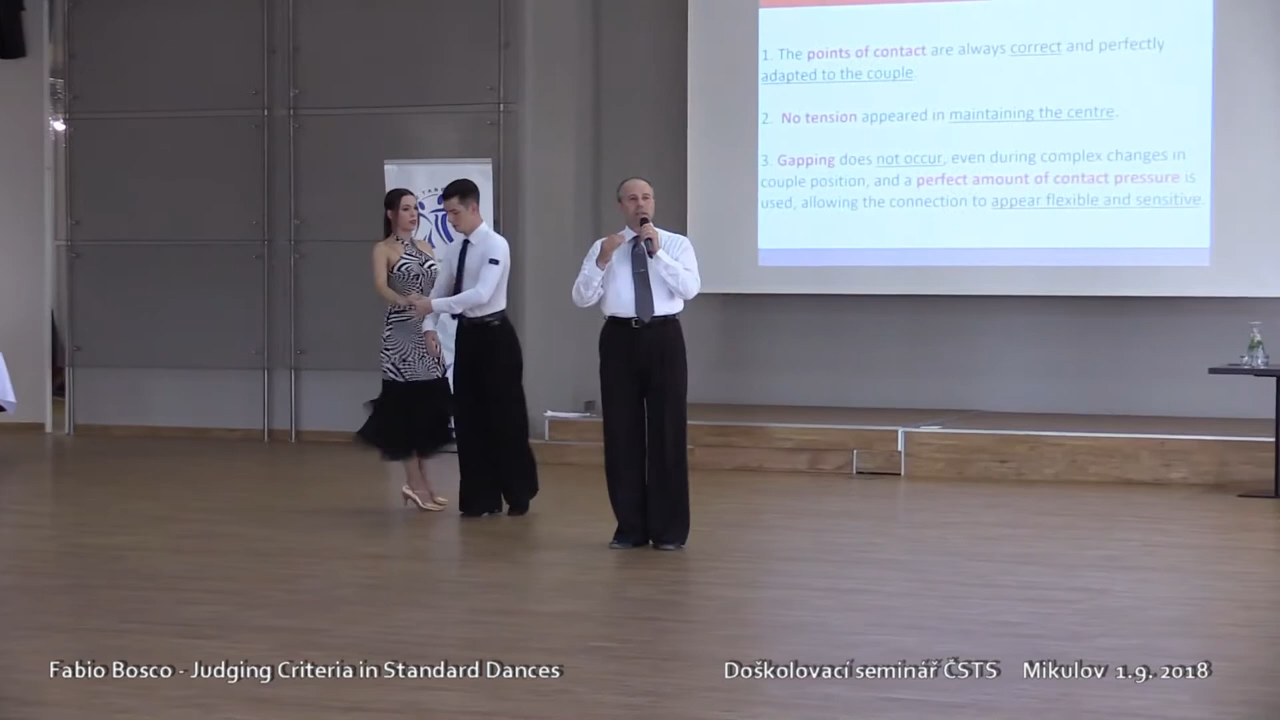 1. The points of contact are always correct and perfectly
adapted to the couple.
2. No tension appeared in maintaining the centre.
3. Gapping does not occur, even during complex changes in
couple position, and a perfect amount of contact pressure is
used, allowing the connection to appear flexible and sensitive.
Fabio Bosco - Judging Criteria in Standard Dances
Doškolovací seminář ČSTS Mikulov 1.9. 2018